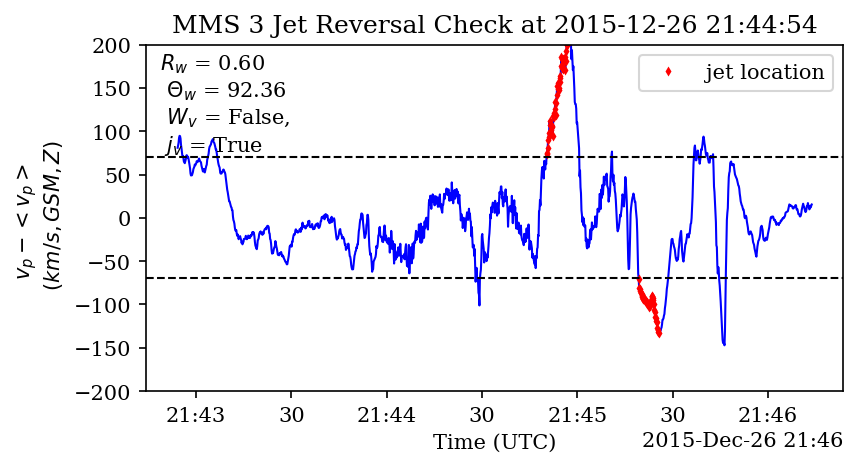 MMS 3 Jet Reversal Check at 2015-12-26 21:44:54
R_w = 0.60
Θ_w = 92.36
W_v = False,
j_v = True
jet location
v_p − <v_p>
(km/s, GSM, Z)
200
150
100
50
0
−50
−100
−150
−200
21:43 30 21:44 30 21:45 30 21:46
Time (UTC)
2015-Dec-26 21:46